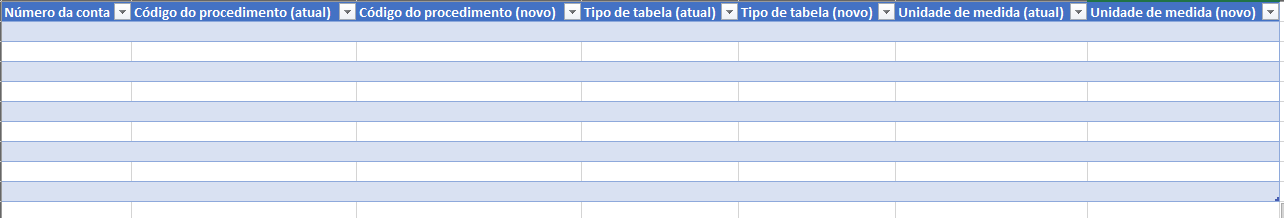 Número da conta Código do procedimento (atual) Código do procedimento (novo) Tipo de tabela (atual) Tipo de tabela (novo) Unidade de medida (atual) Unidade de medida (novo)